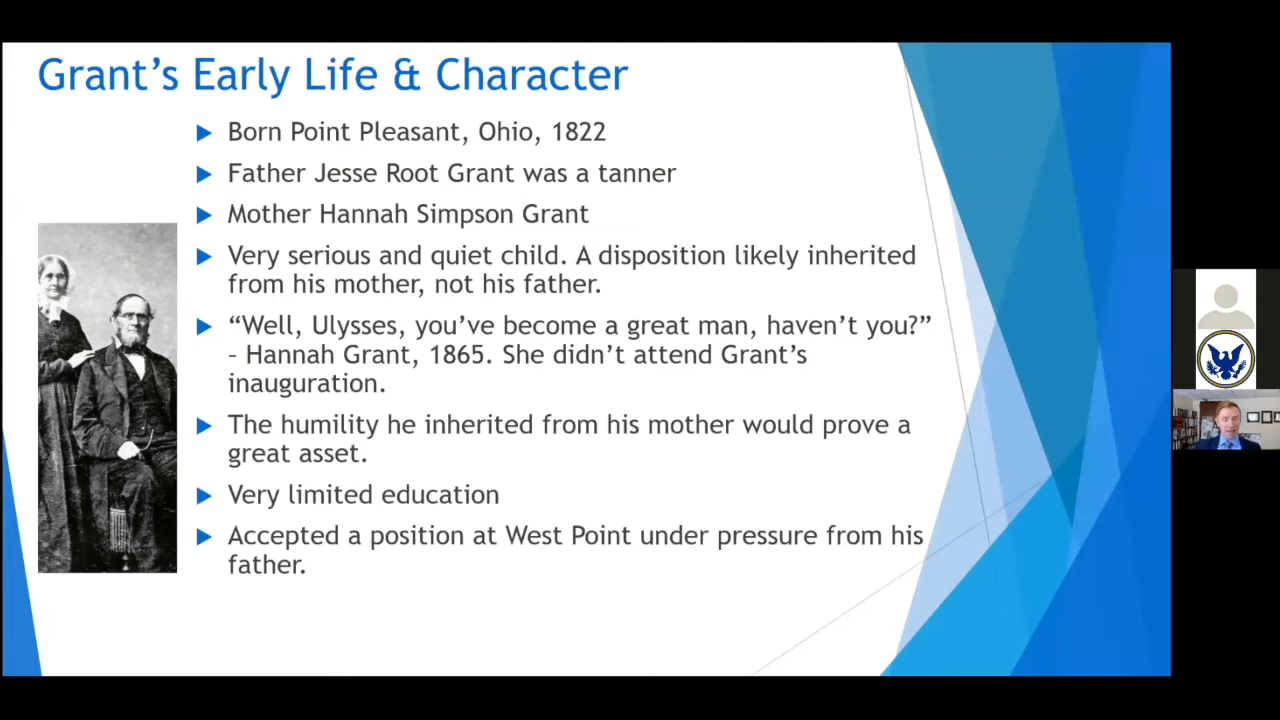 Grant’s Early Life & Character
Born Point Pleasant, Ohio, 1822
Father Jesse Root Grant was a tanner
Mother Hannah Simpson Grant
Very serious and quiet child. A disposition likely inherited
from his mother, not his father.
“Well, Ulysses, you’ve become a great man, haven’t you?”
– Hannah Grant, 1865. She didn’t attend Grant’s
inauguration.
The humility he inherited from his mother would prove a
great asset.
Very limited education
Accepted a position at West Point under pressure from his
father.